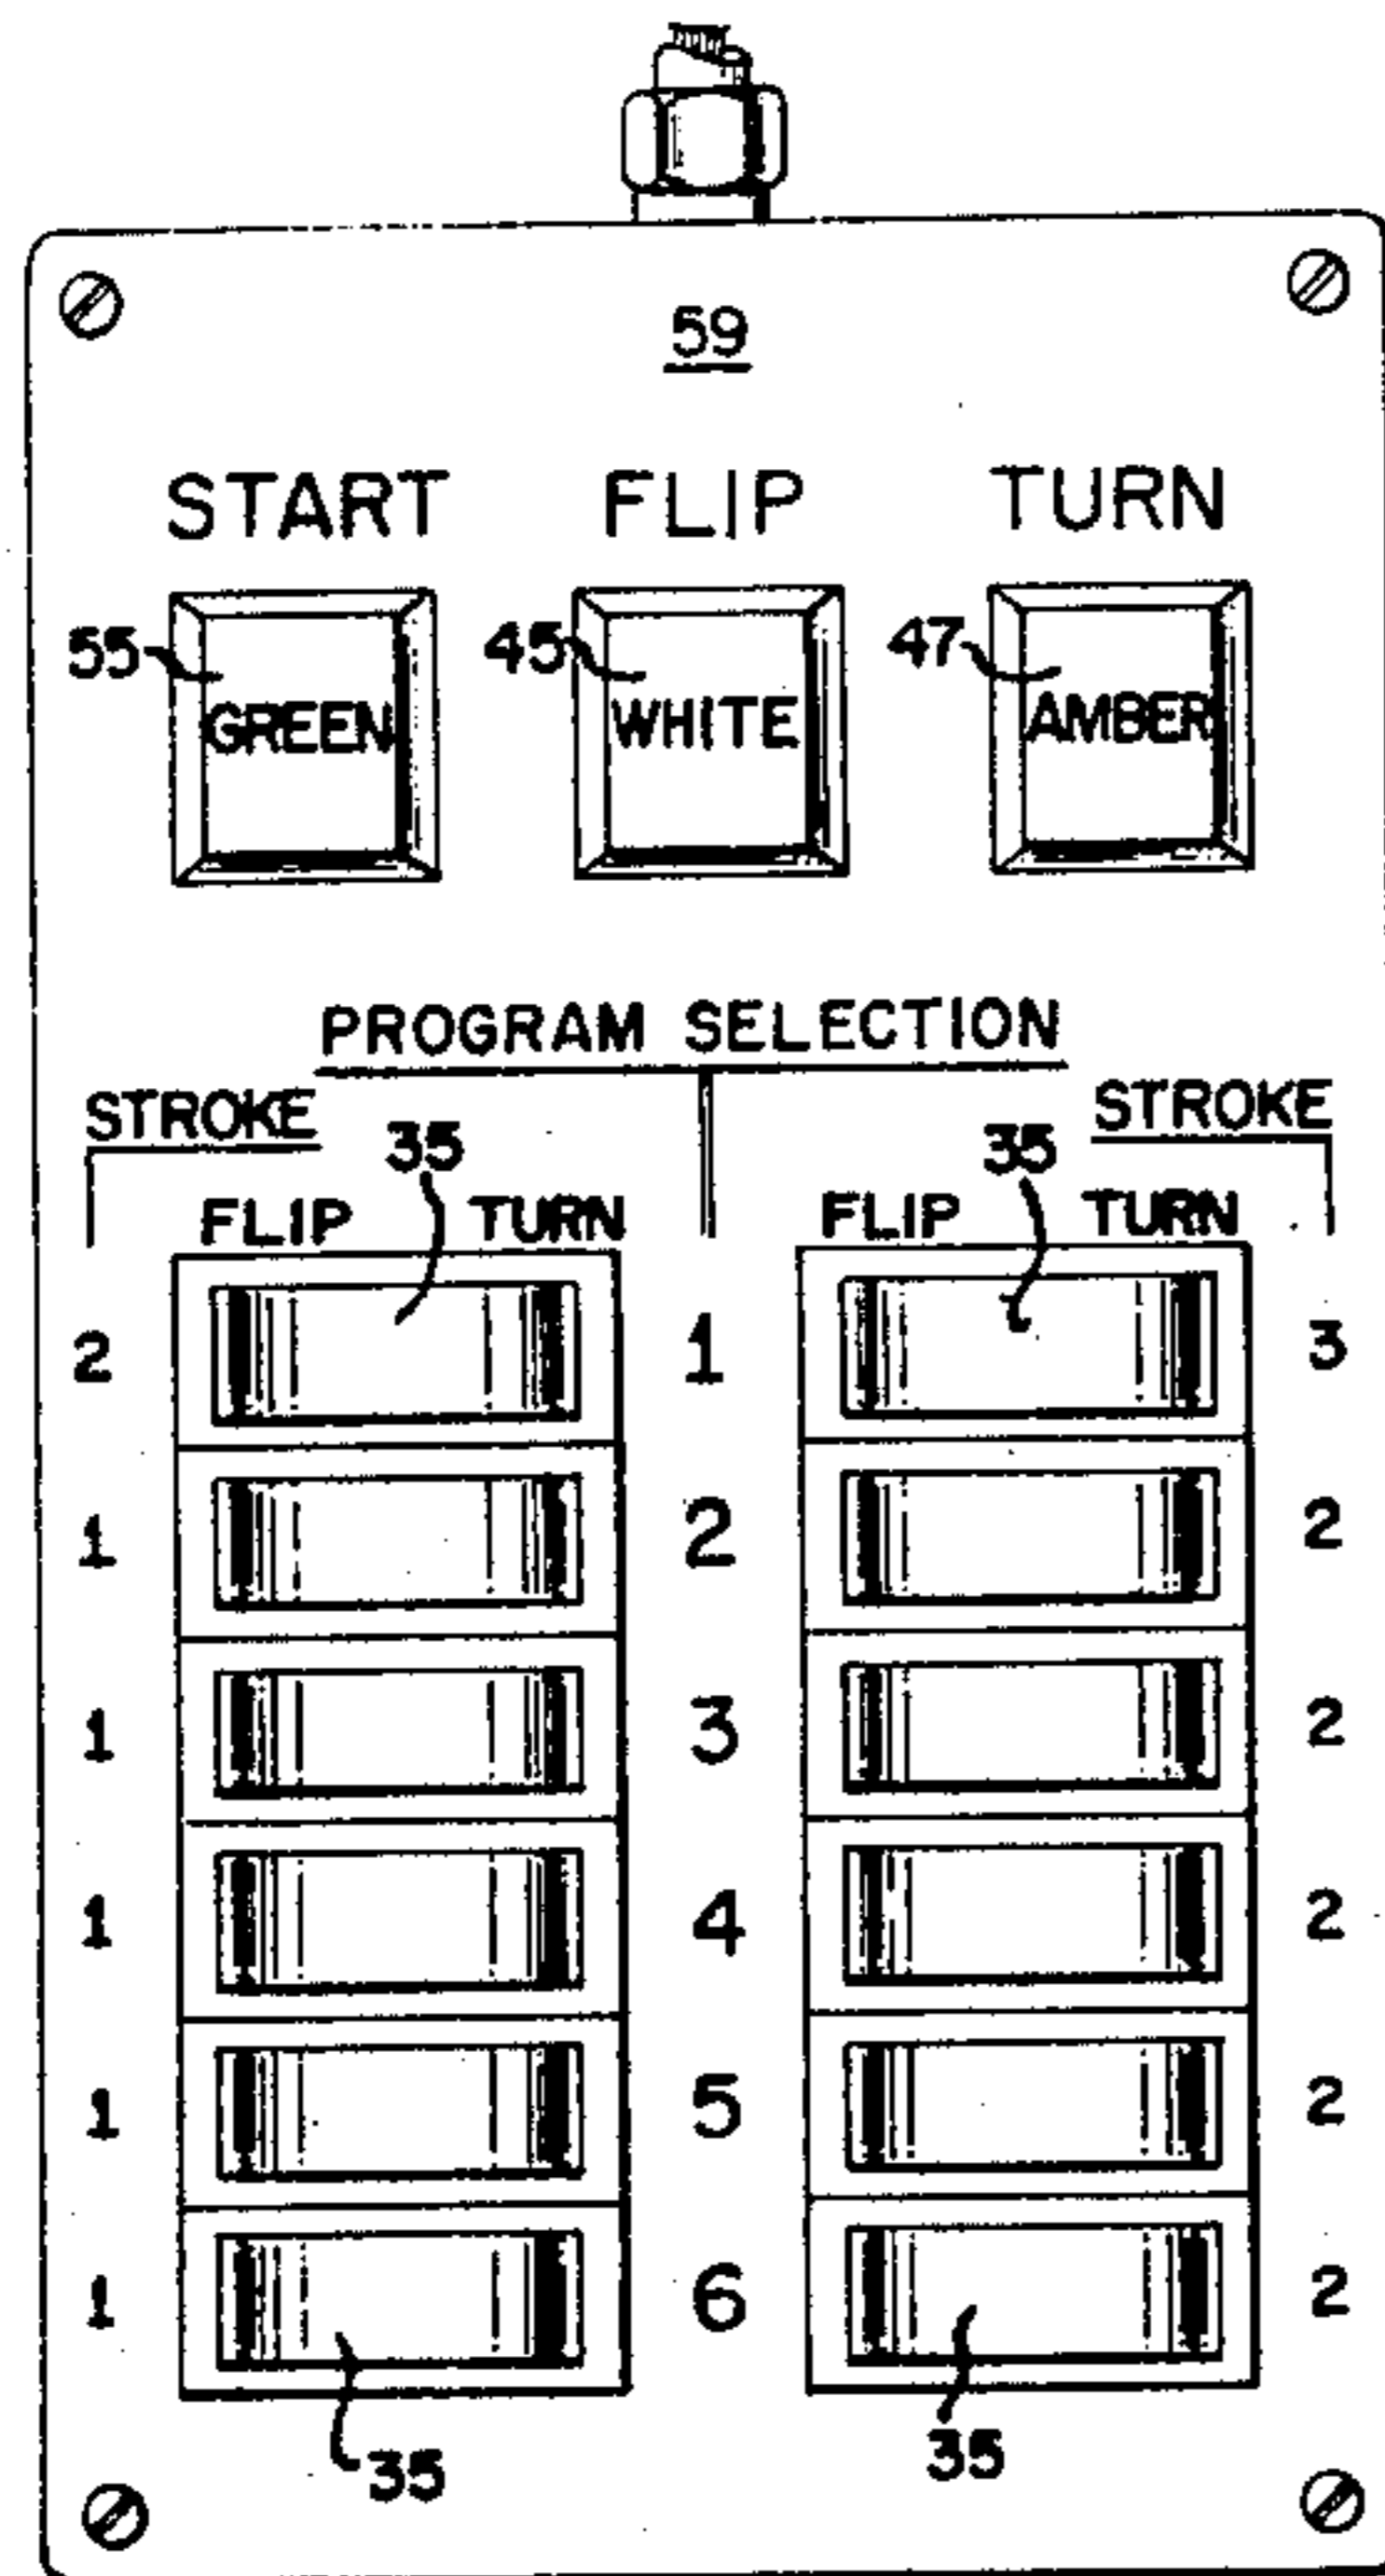 59
START FLIP TURN
55 45 47
GREEN WHITE AMBER
PROGRAM SELECTION
STROKE STROKE
35 35
FLIP TURN FLIP TURN
2 1 3
1 2 2
1 3 2
1 4 2
1 5 2
1 6 2
35 35